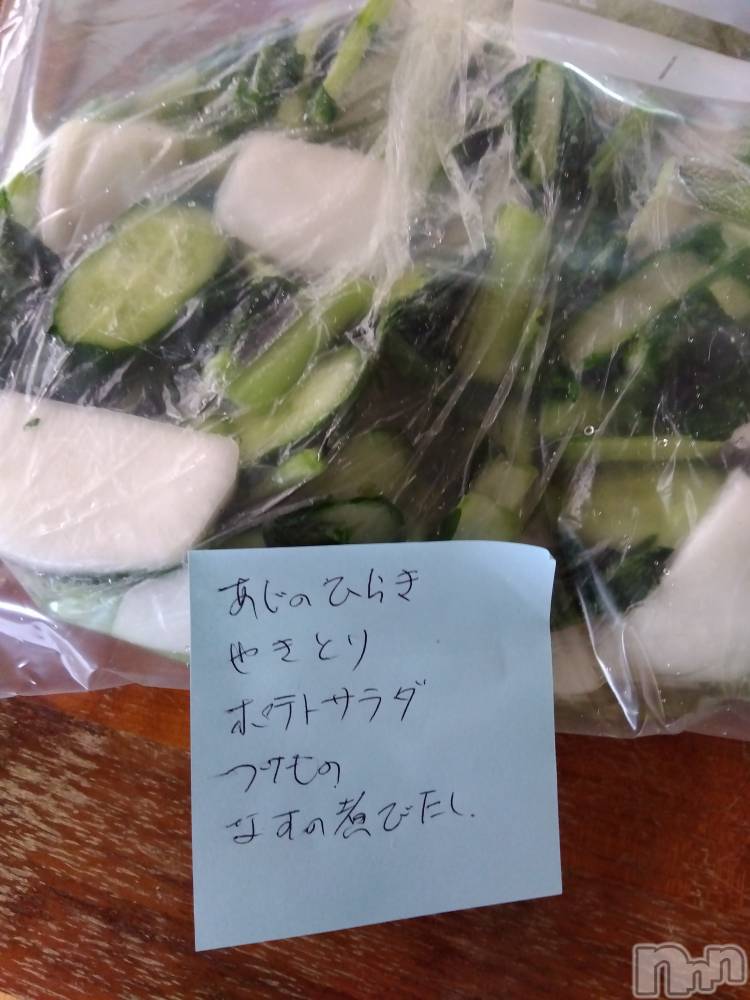 あじのひらき
やきとり
ポテトサラダ
つけもの
なすの煮びたし
nnn